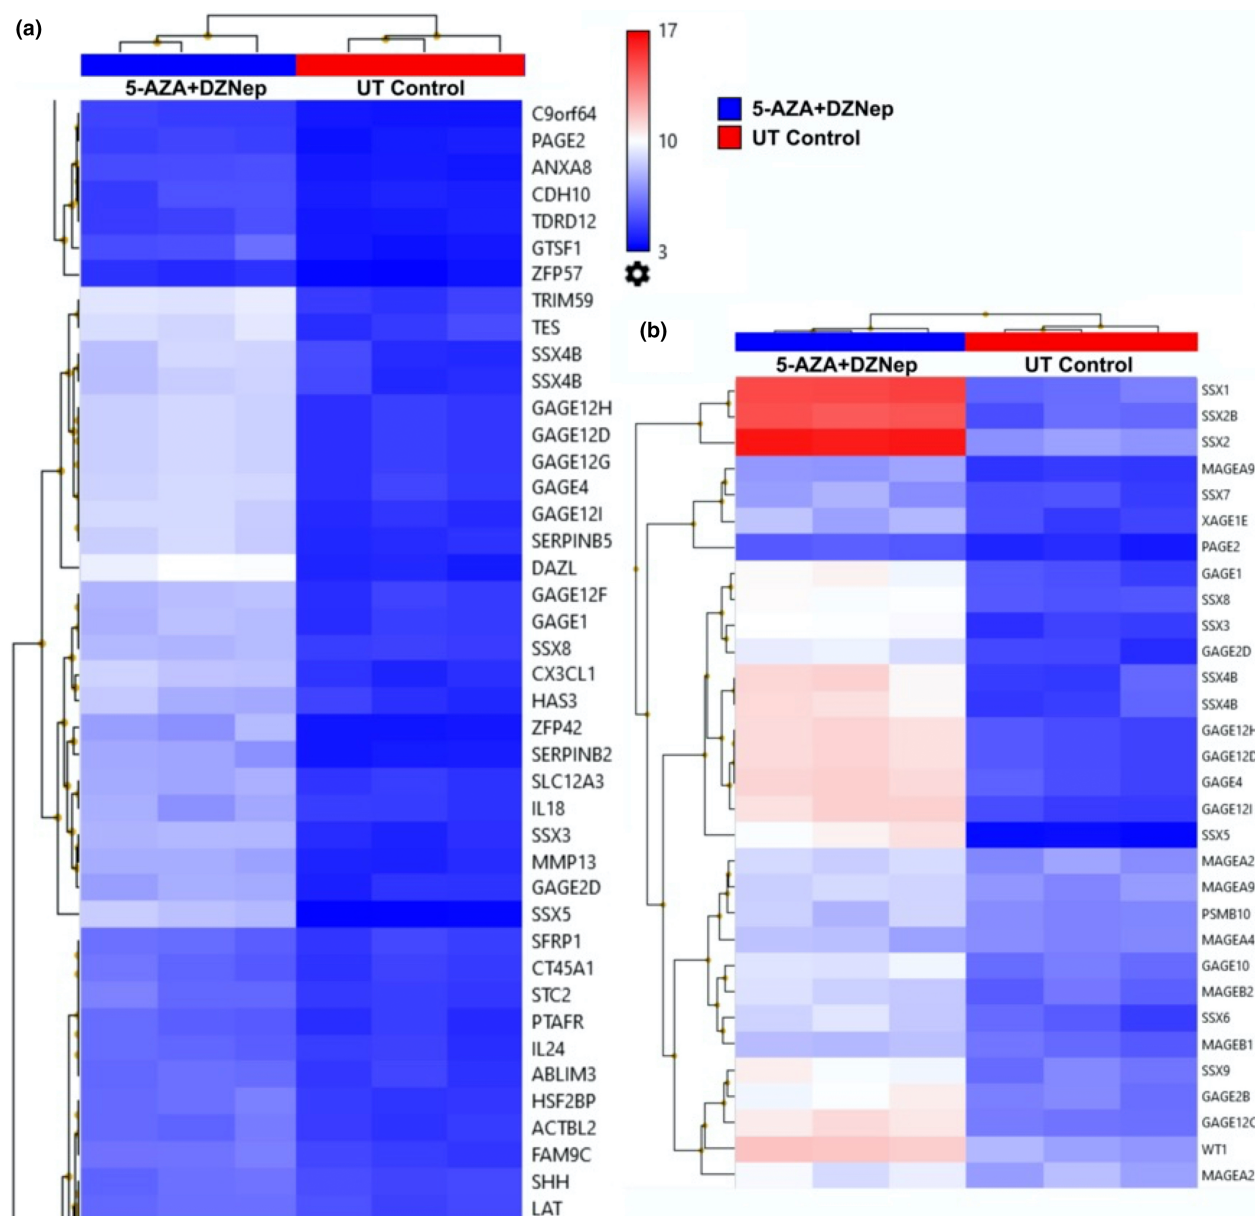 (a)
5-AZA+DZNep UT Control
C9orf64
PAGE2
ANXA8
CDH10
TDRD12
GTSF1
ZFP57
TRIM59
TES
SSX4B
SSX4B
GAGE12H
GAGE12D
GAGE12G
GAGE4
GAGE12I
SERPINB5
DAZL
GAGE12F
GAGE1
SSX8
CX3CL1
HAS3
ZFP42
SERPINB2
SLC12A3
IL18
SSX3
MMP13
GAGE2D
SSX5
SFRP1
CT45A1
STC2
PTAFR
IL24
ABLIM3
HSF2BP
ACTBL2
FAM9C
SHH
LAT
17
10
3
5-AZA+DZNep
UT Control
(b)
5-AZA+DZNep UT Control
SSX1
SSX2B
SSX2
MAGEA9
SSX7
XAGE1E
PAGE2
GAGE1
SSX8
SSX3
GAGE2D
SSX4B
SSX4B
GAGE12H
GAGE12D
GAGE4
GAGE12I
SSX5
MAGEA2
MAGEA9
PSMB10
MAGEA4
GAGE10
MAGEB2
SSX6
MAGEB1
SSX9
GAGE2B
GAGE12C
WT1
MAGEA2